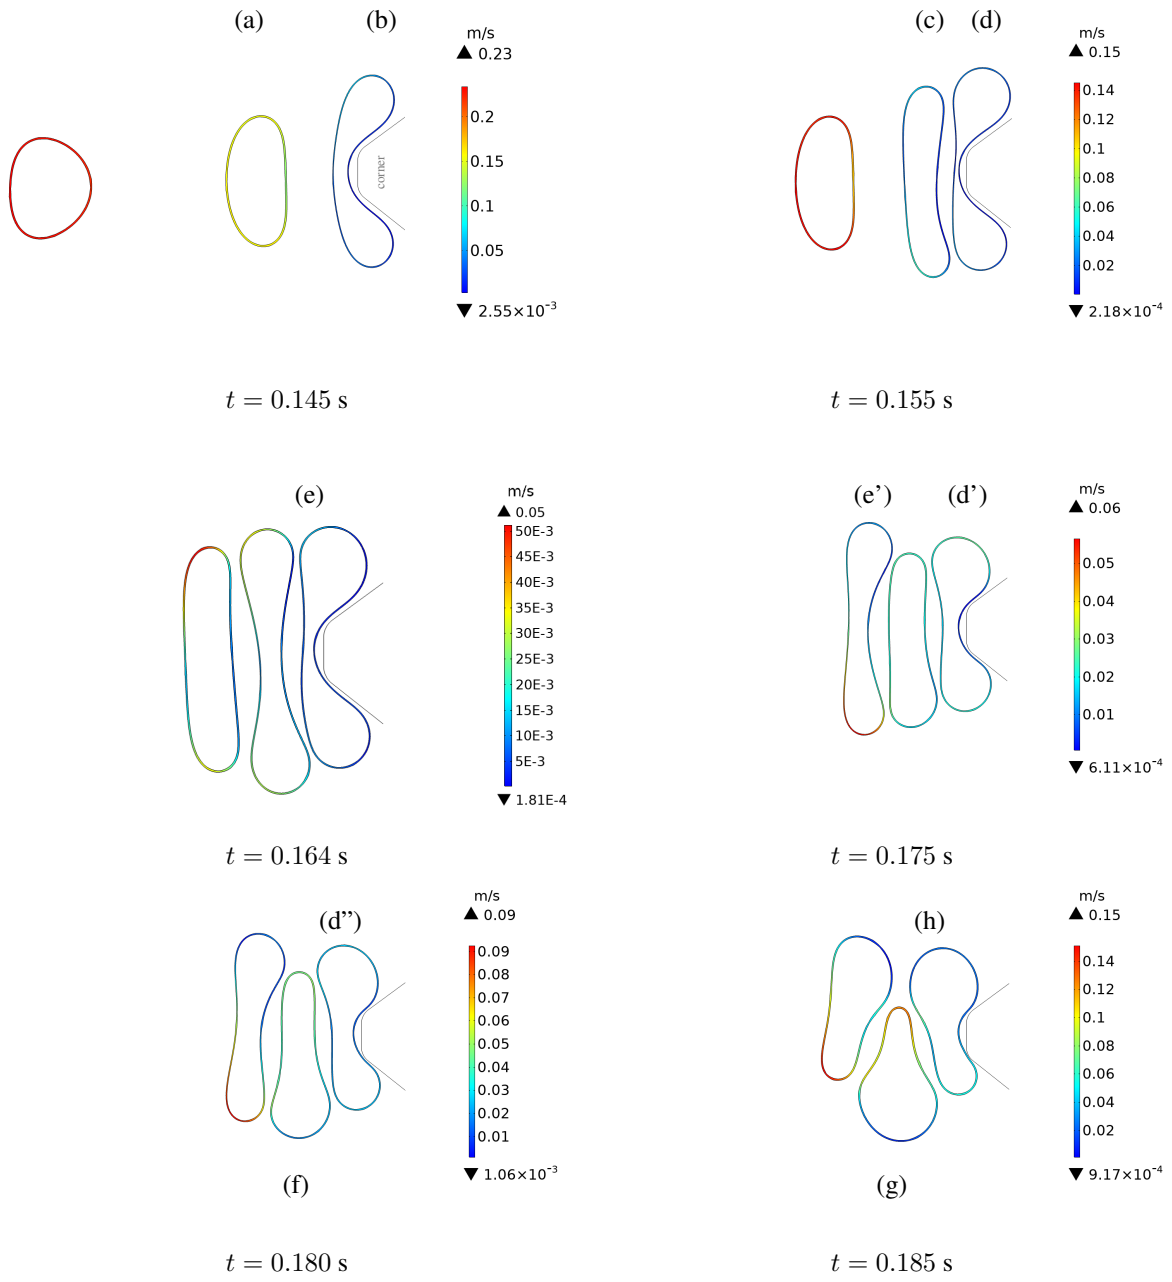 (a) (b) (c) (d)
m/s
0.23
0.2
0.15
0.1
0.05
2.55×10⁻³
corner
m/s
0.15
0.14
0.12
0.1
0.08
0.06
0.04
0.02
2.18×10⁻⁴
t = 0.145 s
t = 0.155 s
(e)
m/s
0.05
50E-3
45E-3
40E-3
35E-3
30E-3
25E-3
20E-3
15E-3
10E-3
5E-3
1.81E-4
(e') (d')
m/s
0.06
0.05
0.04
0.03
0.02
0.01
6.11×10⁻⁴
t = 0.164 s
t = 0.175 s
(d")
m/s
0.09
0.09
0.08
0.07
0.06
0.05
0.04
0.03
0.02
0.01
1.06×10⁻³
(f)
(h)
m/s
0.15
0.14
0.12
0.1
0.08
0.06
0.04
0.02
9.17×10⁻⁴
(g)
t = 0.180 s
t = 0.185 s